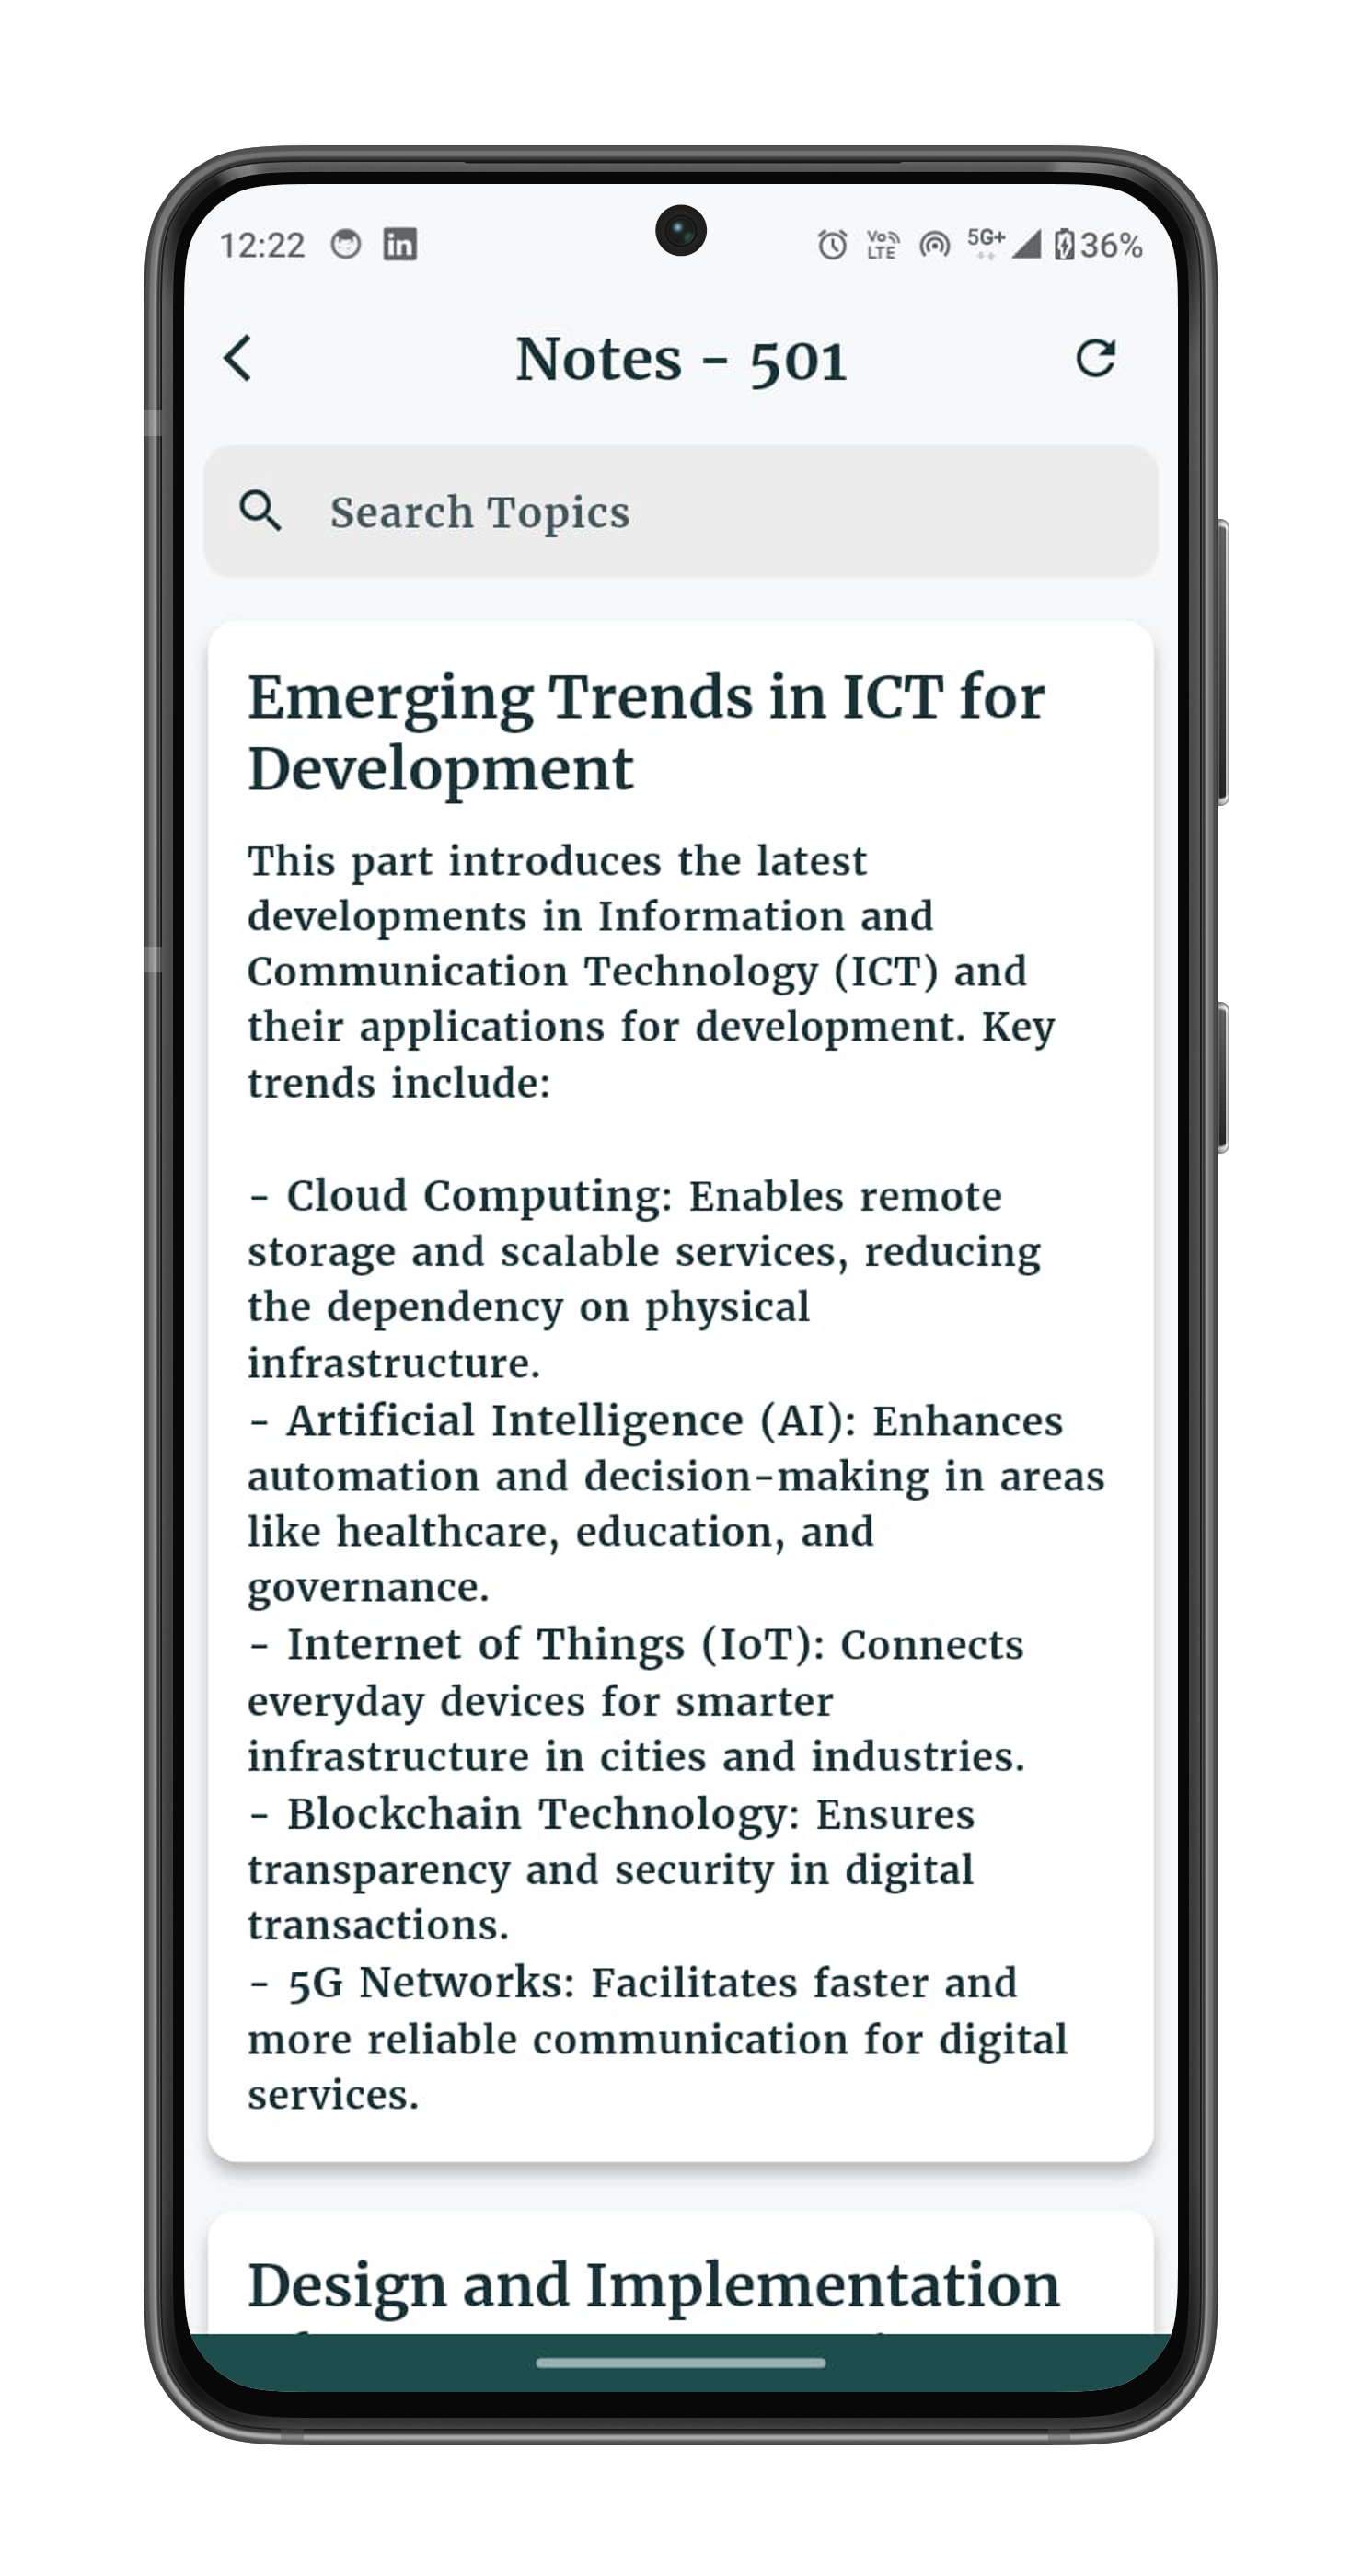 12:22 in Vo LTE 5G+ 36%
Notes - 501
Search Topics
Emerging Trends in ICT for
Development
This part introduces the latest
developments in Information and
Communication Technology (ICT) and
their applications for development. Key
trends include:
- Cloud Computing: Enables remote
storage and scalable services, reducing
the dependency on physical
infrastructure.
- Artificial Intelligence (AI): Enhances
automation and decision-making in areas
like healthcare, education, and
governance.
- Internet of Things (IoT): Connects
everyday devices for smarter
infrastructure in cities and industries.
- Blockchain Technology: Ensures
transparency and security in digital
transactions.
- 5G Networks: Facilitates faster and
more reliable communication for digital
services.
Design and Implementation